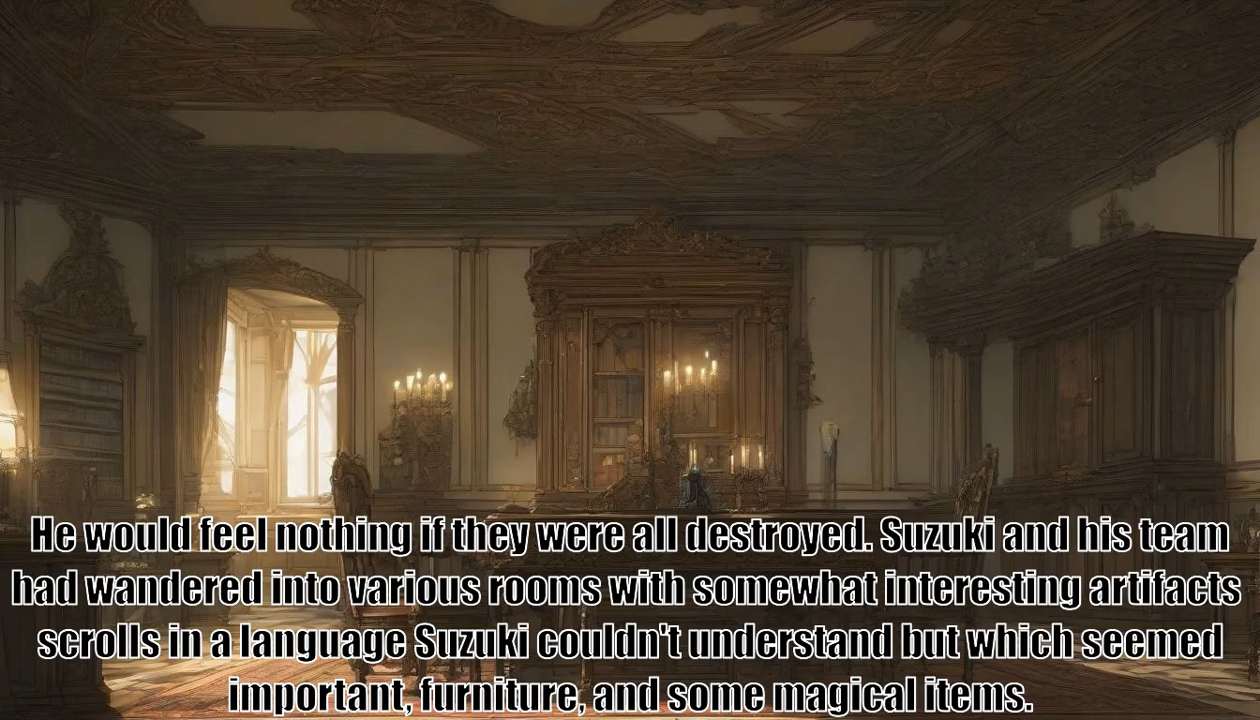 He would feel nothing if they were all destroyed. Suzuki and his team
had wandered into various rooms with somewhat interesting artifacts
scrolls in a language Suzuki couldn't understand but which seemed
important, furniture, and some magical items.